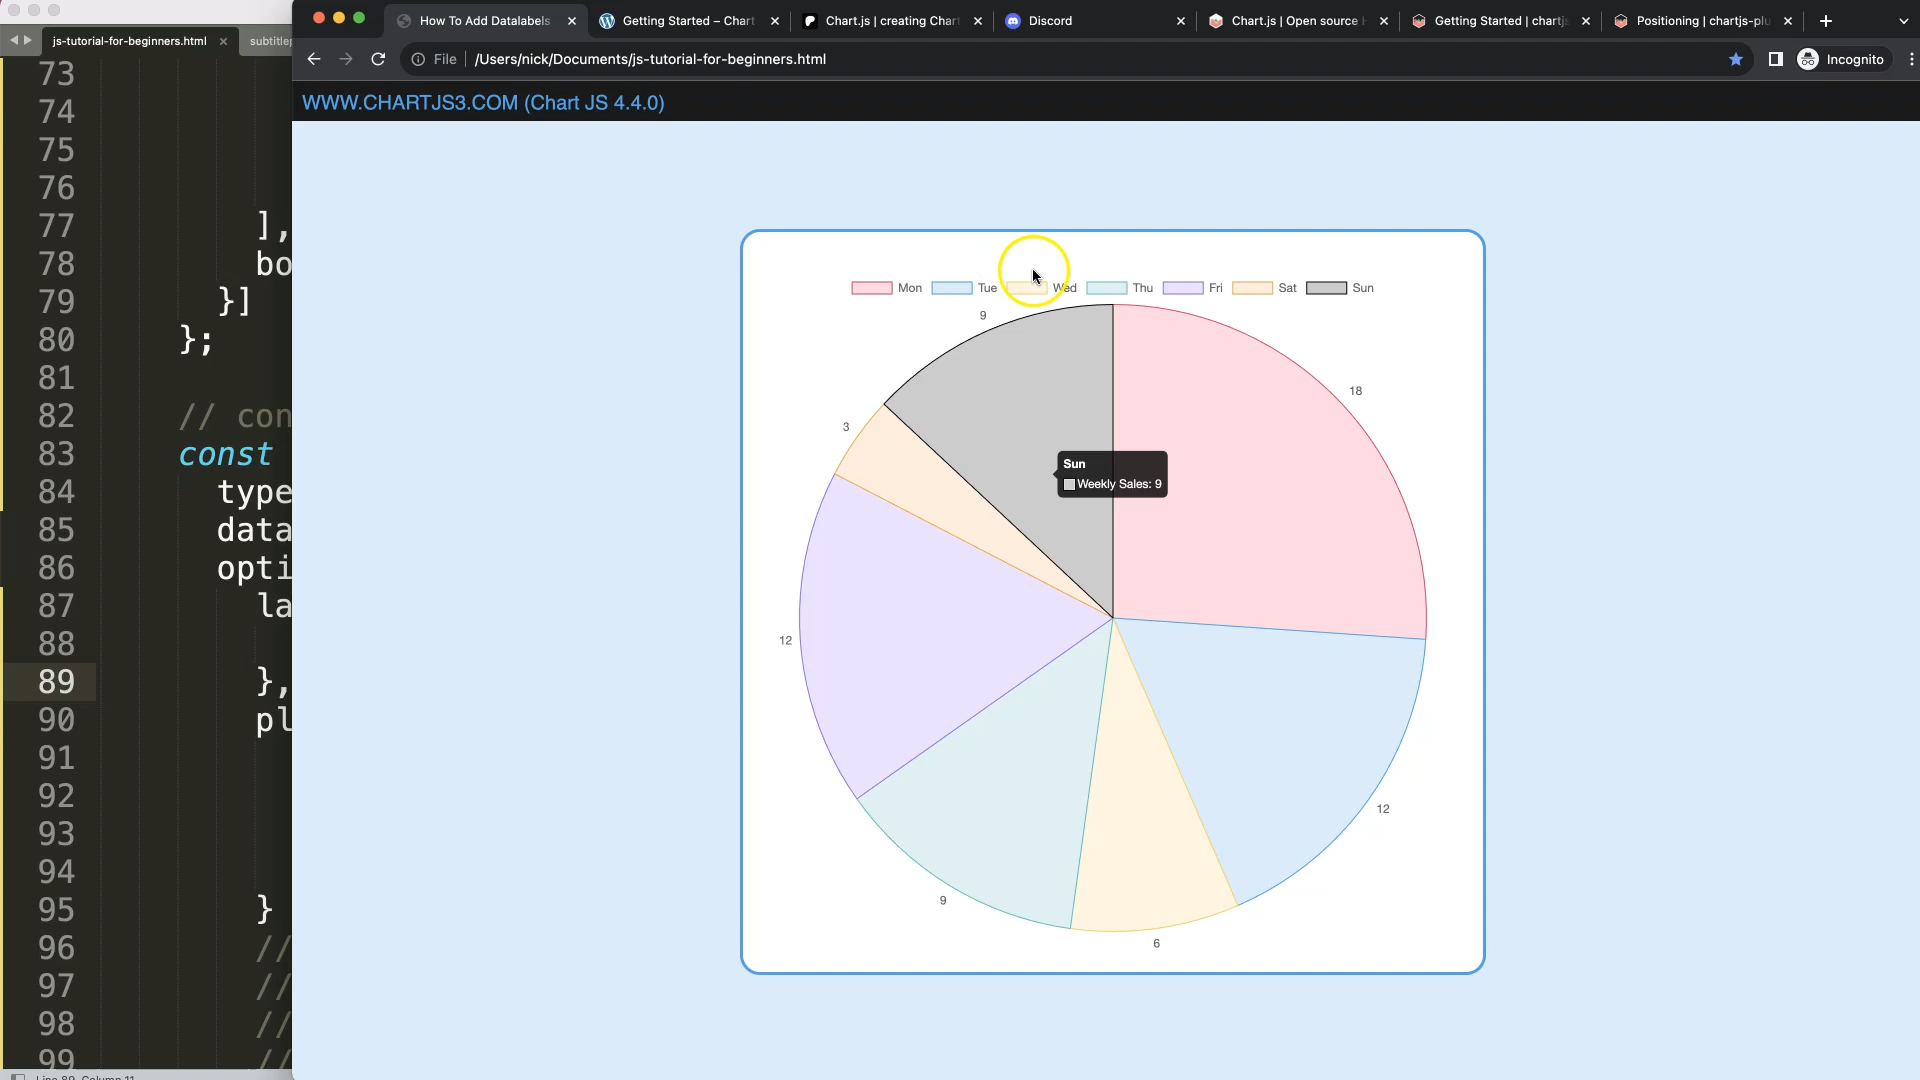 js-tutorial-for-beginners.html
How To Add Datalabels
Getting Started – Chart
Chart.js | creating Chart
Discord
Chart.js | Open source
Getting Started | chartjs
Positioning | chartjs-plu
File
/Users/nick/Documents/js-tutorial-for-beginners.html
Incognito
WWW.CHARTJS3.COM (Chart JS 4.4.0)
73
74
75
76
77 ],
78 bo
79 }]
80 };
81
82 // con
83 const
84 type
85 data
86 opti
87 la
88
89 },
90 pl
91
92
93
94
95 }
96 //
97 //
98 //
99 //
Mon Tue Wed Thu Fri Sat Sun
9
18
3
Sun
Weekly Sales: 9
12
12
9
6